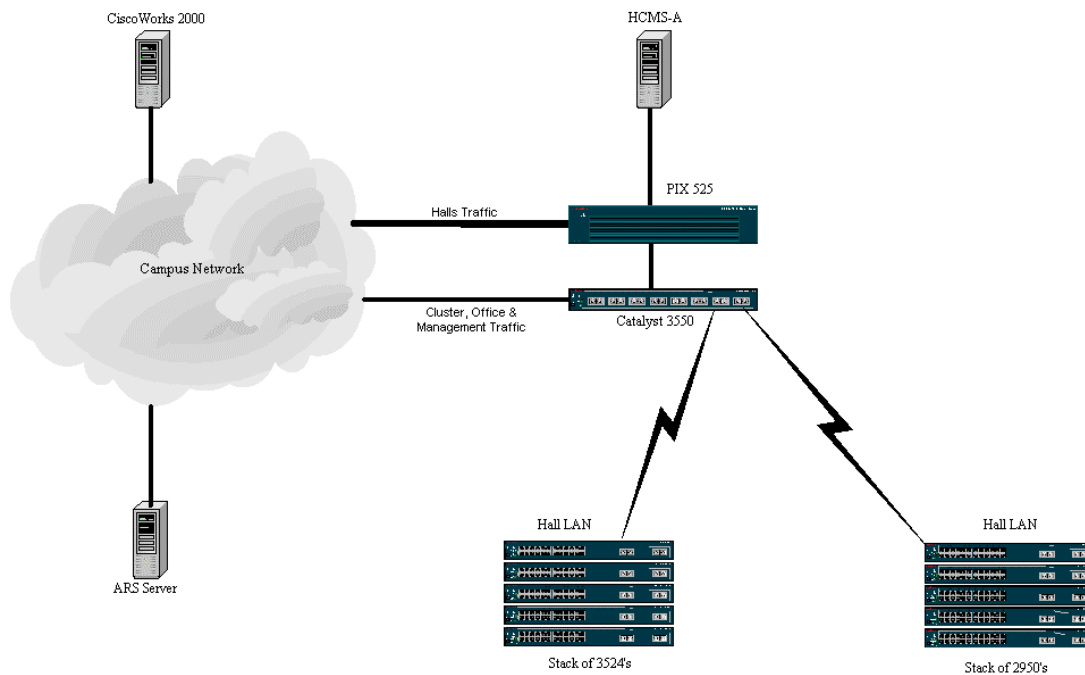 CiscoWorks 2000
HCMS-A
PIX 525
Halls Traffic
Campus Network
Cluster, Office &
Management Traffic
Catalyst 3550
Hall LAN
Hall LAN
ARS Server
Stack of 3524's
Stack of 2950's